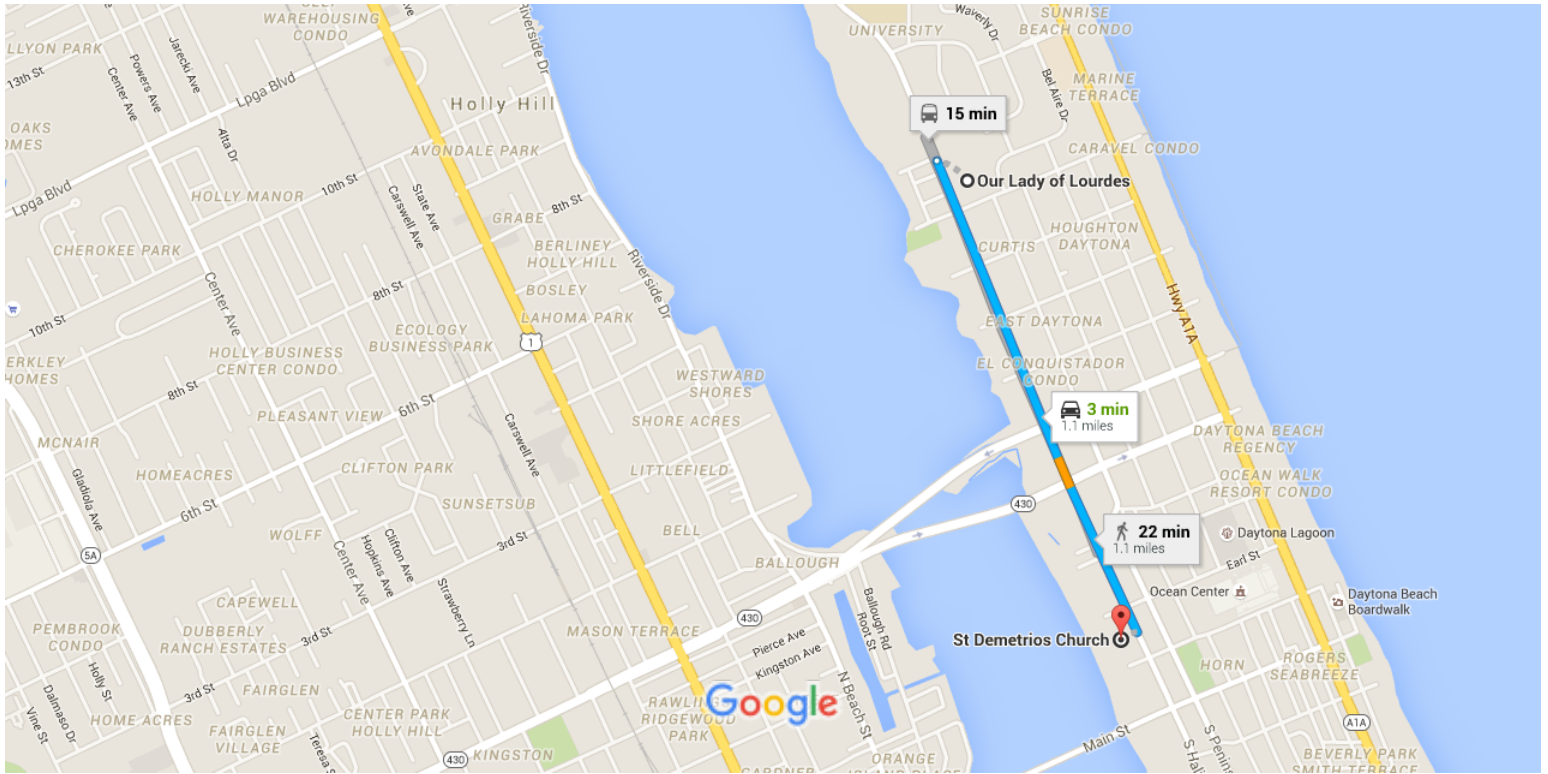 SELF
WAREHOUSING
CONDO
LLYON PARK
13th St
Jarecki Ave
Powers Ave
Center Ave
Lpga Blvd
Riverside Dr
UNIVERSITY
Waverly Dr
SUNRISE
BEACH CONDO
Bel Aire Dr
MARINE
TERRACE
OAKS
OMES
Alta Dr
Holly Hill
AVONDALE PARK
15 min
CARAVEL CONDO
Our Lady of Lourdes
Lpga Blvd
HOLLY MANOR
10th St
State Ave
Carswell Ave
8th St
GRABE
CHEROKEE PARK
BERLINEY
HOLLY HILL
Riverside Dr
CURTIS
HOUGHTON
DAYTONA
Center Ave
8th St
BOSLEY
LAHOMA PARK
Hwy A1A
10th St
ECOLOGY
BUSINESS PARK
1
EAST DAYTONA
ERKLEY
HOMES
HOLLY BUSINESS
CENTER CONDO
EL CONQUISTADOR
CONDO
8th St
WESTWARD
SHORES
PLEASANT VIEW
6th St
Carswell Ave
SHORE ACRES
3 min
1.1 miles
MCNAIR
DAYTONA BEACH
REGENCY
HOMEACRES
CLIFTON PARK
LITTLEFIELD
Gladiola Ave
6th St
SUNSETSUB
OCEAN WALK
RESORT CONDO
430
WOLFF
BELL
22 min
1.1 miles
Daytona Lagoon
5A
Clifton Ave
Hopkins Ave
Center Ave
3rd St
BALLOUGH
Earl St
Strawberry Ln
Ocean Center
Daytona Beach
Boardwalk
CAPEWELL
DUBBERLY
RANCH ESTATES
430
Ballough Rd
Root St
PEMBROOK
CONDO
3rd St
MASON TERRACE
Pierce Ave
Kingston Ave
St Demetrios Church
HORN
ROGERS
SEABREEZE
Holly St
Dalmaso Dr
Vine St
3rd St
FAIRGLEN
HOME ACRES
CENTER PARK
HOLLY HILL
RAWLING
RIDGEWOOD
PARK
Google
N Beach St
A1A
FAIRGLEN
VILLAGE
Teresa S
430
KINGSTON
GARDNER
ORANGE
ISLAND PLACE
Main St
S Hali
S Penins
BEVERLY PARK
SMITH TERRACE